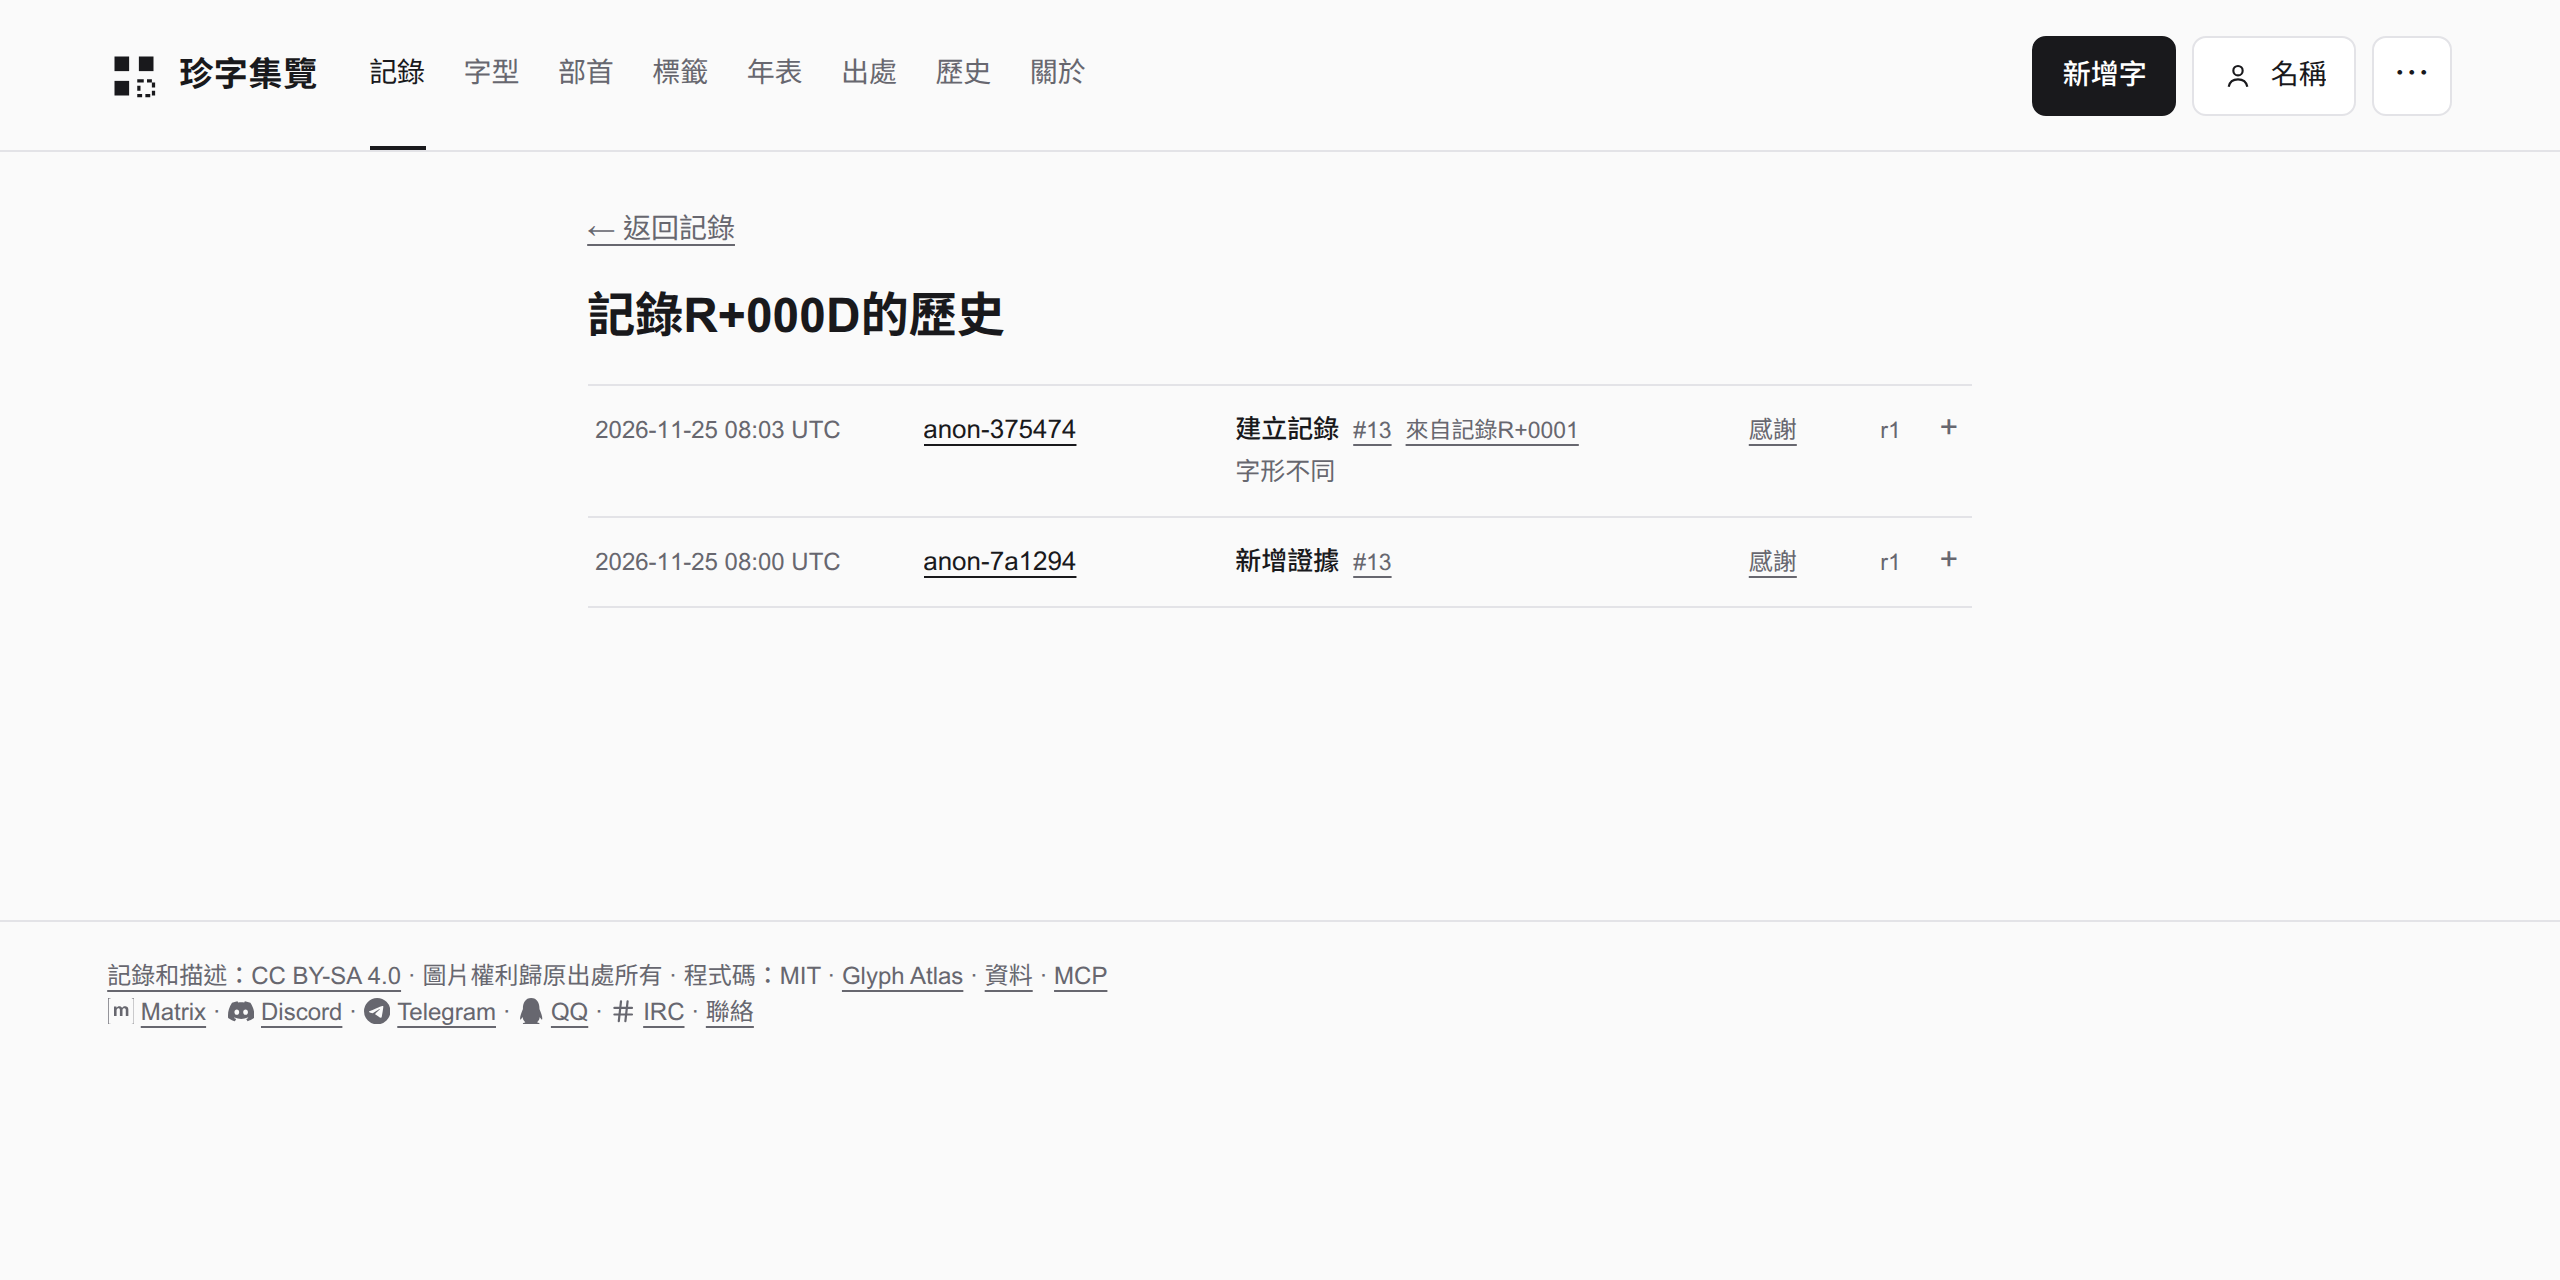 珍字集覽 記錄 字型 部首 標籤 年表 出處 歷史 關於 新增字 名稱 ···
← 返回記錄
記錄R+000D的歷史
2026-11-25 08:03 UTC anon-375474 建立記錄 #13 來自記錄R+0001 感謝 r1 +
字形不同
2026-11-25 08:00 UTC anon-7a1294 新增證據 #13 感謝 r1 +
記錄和描述：CC BY-SA 4.0 · 圖片權利歸原出處所有 · 程式碼：MIT · Glyph Atlas · 資料 · MCP
[m] Matrix · Discord · Telegram · QQ · # IRC · 聯絡